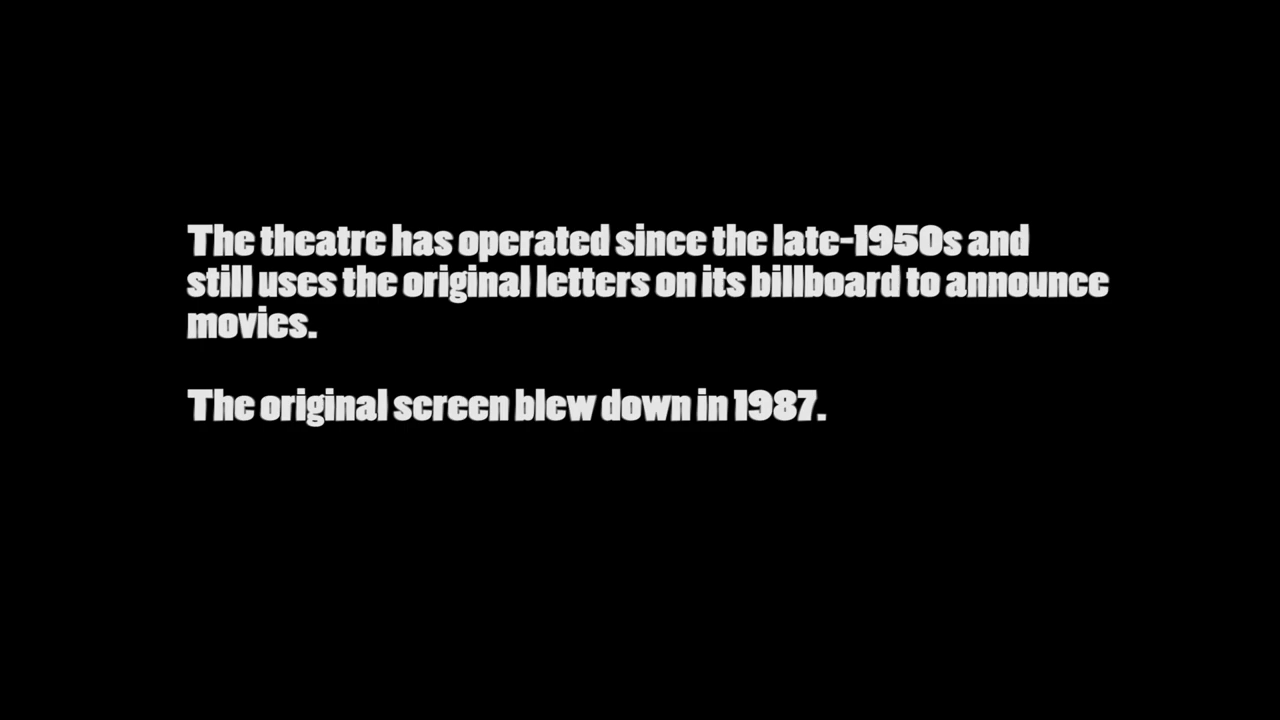 The theatre has operated since the late-1950s and
still uses the original letters on its billboard to announce
movies.
The original screen blew down in 1987.